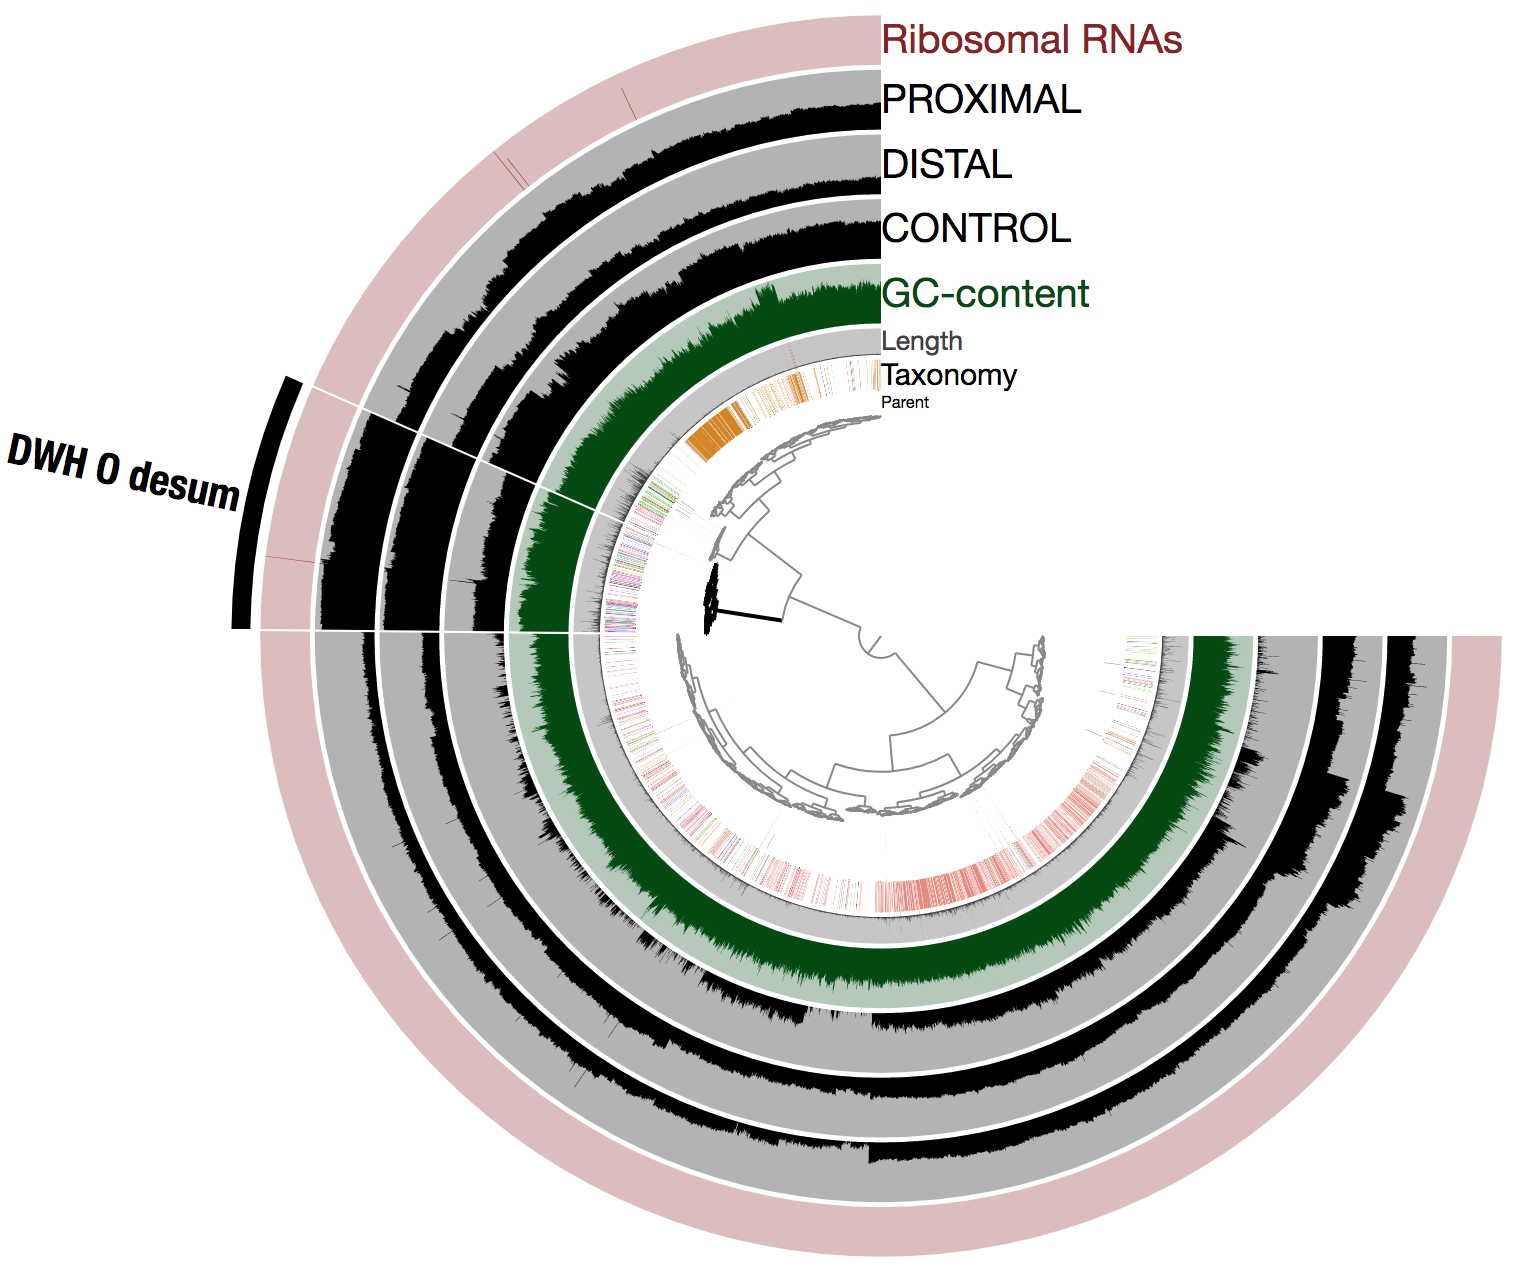 Ribosomal RNAs
PROXIMAL
DISTAL
CONTROL
GC-content
Length
Taxonomy
Parent
DWH O desum